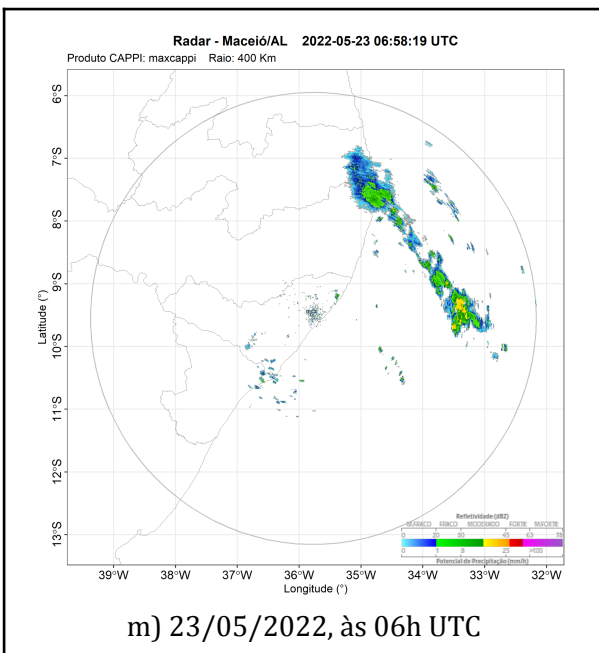 Radar - Maceió/AL 2022-05-23 06:58:19 UTC
Produto CAPPI: maxcappi Raio: 400 Km
6°S
7°S
8°S
9°S
10°S
11°S
12°S
13°S
Latitude (°)
Refletividade (dBZ)
M.FRACO FRACO MODERADO FORTE M.FORTE
0 20 30 45 63 75
0 1 3 25 >100
Potencial de Precipitação (mm/h)
39°W 38°W 37°W 36°W 35°W 34°W 33°W 32°W
Longitude (°)
m) 23/05/2022, às 06h UTC